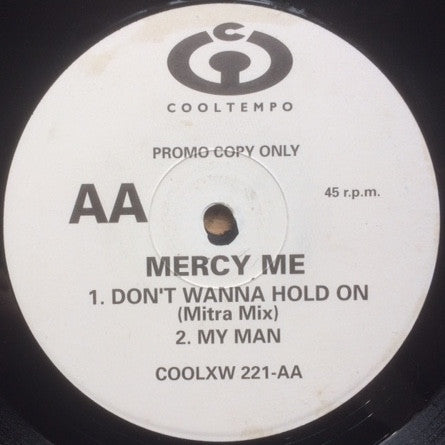 C
COOLTEMPO
PROMO COPY ONLY
AA
45 r.p.m.
MERCY ME
1. DON'T WANNA HOLD ON
(Mitra Mix)
2. MY MAN
COOLXW 221-AA